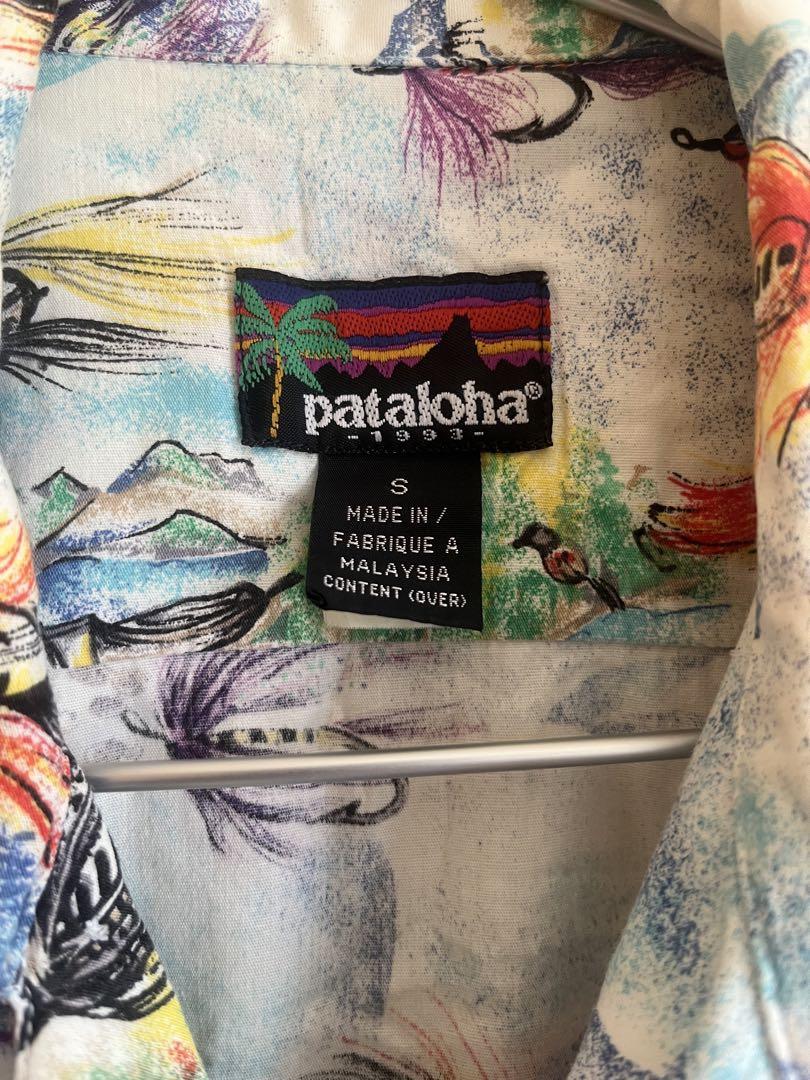 pataloha®
-1993-
S
MADE IN /
FABRIQUE A
MALAYSIA
CONTENT (OVER)